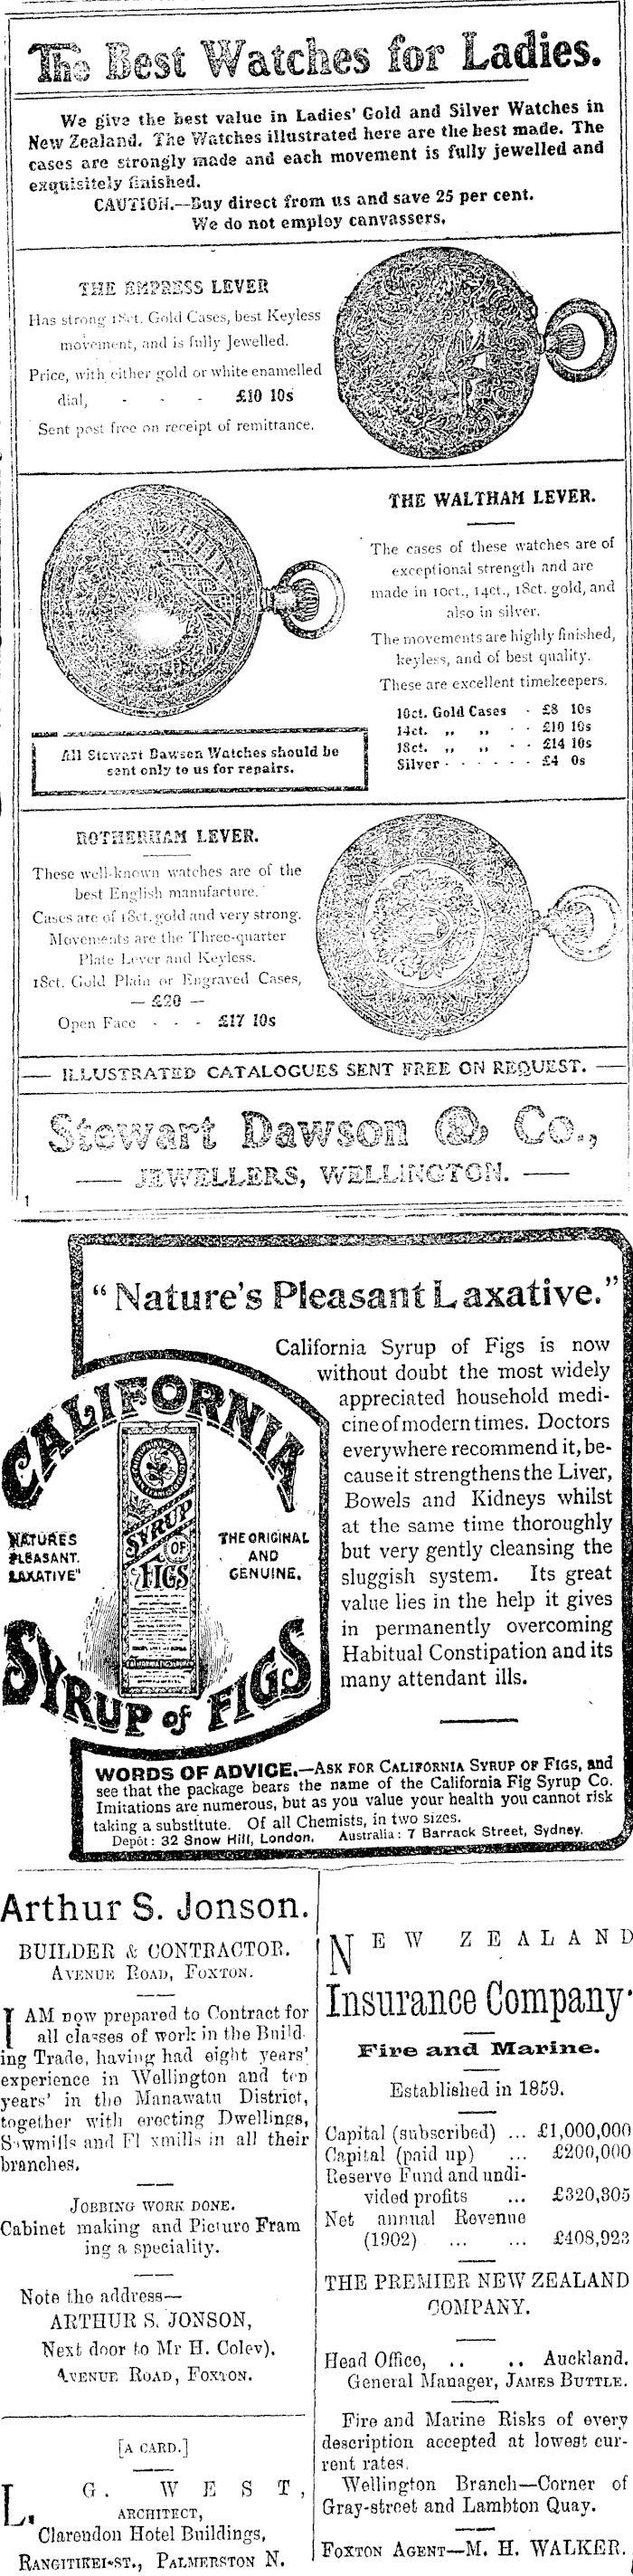 The Best Watches for Ladies.
We give the best value in Ladies' Gold and Silver Watches in
New Zealand. The Watches illustrated here are the best made. The
cases are strongly made and each movement is fully jewelled and
exquisitely finished.
CAUTION.—Buy direct from us and save 25 per cent.
We do not employ canvassers.
THE EMPRESS LEVER
Has strong 18ct. Gold Cases, best Keyless
movement, and is fully Jewelled.
Price, with either gold or white enamelled
dial, - - - £10 10s
Sent post free on receipt of remittance.
THE WALTHAM LEVER.
The cases of these watches are of
exceptional strength and are
made in 10ct., 14ct., 18ct. gold, and
also in silver.
The movements are highly finished,
keyless, and of best quality.
These are excellent timekeepers.
10ct. Gold Cases - £8 10s
14ct. „ „ - - £10 10s
18ct. „ „ - - £14 10s
Silver - - - - - - £4 0s
All Stewart Dawson Watches should be
sent only to us for repairs.
ROTHERHAM LEVER.
These well-known watches are of the
best English manufacture.
Cases are of 18ct. gold and very strong.
Movements are the Three-quarter
Plate Lever and Keyless.
18ct. Gold Plain or Engraved Cases,
— £20 —
Open Face - - - £17 10s
— ILLUSTRATED CATALOGUES SENT FREE ON REQUEST. —
Stewart Dawson & Co.,
— JEWELLERS, WELLINGTON. —
1
"Nature's Pleasant Laxative."
California Syrup of Figs is now
without doubt the most widely
appreciated household medi-
cine of modern times. Doctors
everywhere recommend it, be-
cause it strengthens the Liver,
Bowels and Kidneys whilst
at the same time thoroughly
but very gently cleansing the
sluggish system. Its great
value lies in the help it gives
in permanently overcoming
Habitual Constipation and its
many attendant ills.
CALIFORNIA
NATURES
PLEASANT.
LAXATIVE"
SYRUP
OF
FIGS
THE ORIGINAL
AND
GENUINE.
SYRUP of FIGS
WORDS OF ADVICE.—ASK FOR CALIFORNIA SYRUP OF FIGS, and
see that the package bears the name of the California Fig Syrup Co.
Imitations are numerous, but as you value your health you cannot risk
taking a substitute. Of all Chemists, in two sizes.
Depôt: 32 Snow Hill, London. Australia: 7 Barrack Street, Sydney.
Arthur S. Jonson.
BUILDER & CONTRACTOR.
AVENUE ROAD, FOXTON.
I AM now prepared to Contract for
all classes of work in the Build-
ing Trade, having had eight years'
experience in Wellington and ten
years' in the Manawatu District,
together with erecting Dwellings,
Sawmills and Fl xmills in all their
branches.
JOBBING WORK DONE.
Cabinet making and Picture Fram
ing a speciality.
Note the address—
ARTHUR S. JONSON,
Next door to Mr H. Coley),
AVENUE ROAD, FOXTON.
[A CARD.]
L. G. WEST,
ARCHITECT,
Clarendon Hotel Buildings,
RANGITIKEI-ST., PALMERSTON N.
NEW ZEALAND
Insurance Company.
Fire and Marine.
Established in 1859.
Capital (subscribed) ... £1,000,000
Capital (paid up) ... £200,000
Reserve Fund and undi-
vided profits ... £320,305
Net annual Revenue
(1902) ... ... £408,923
THE PREMIER NEW ZEALAND
COMPANY.
Head Office, .. .. Auckland.
General Manager, JAMES BUTTLE.
Fire and Marine Risks of every
description accepted at lowest cur-
rent rates.
Wellington Branch—Corner of
Gray-street and Lambton Quay.
FOXTON AGENT—M. H. WALKER.